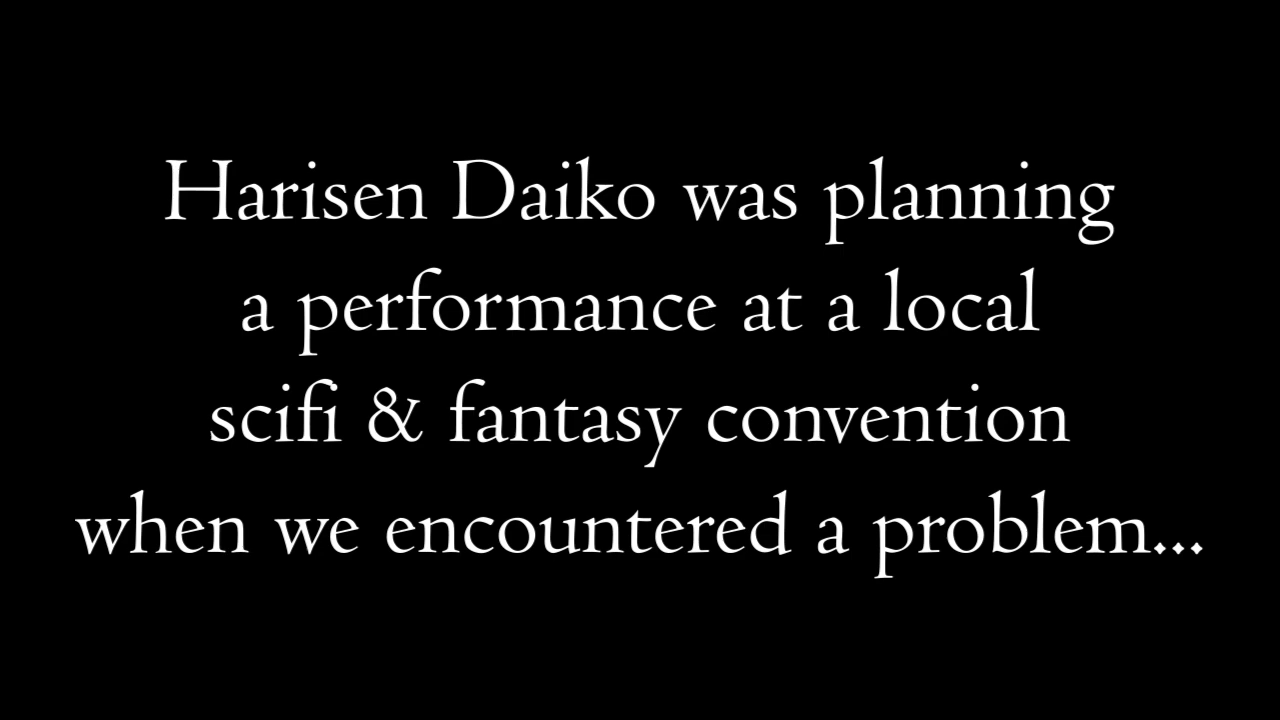 Harisen Daiko was planning
a performance at a local
scifi & fantasy convention
when we encountered a problem...